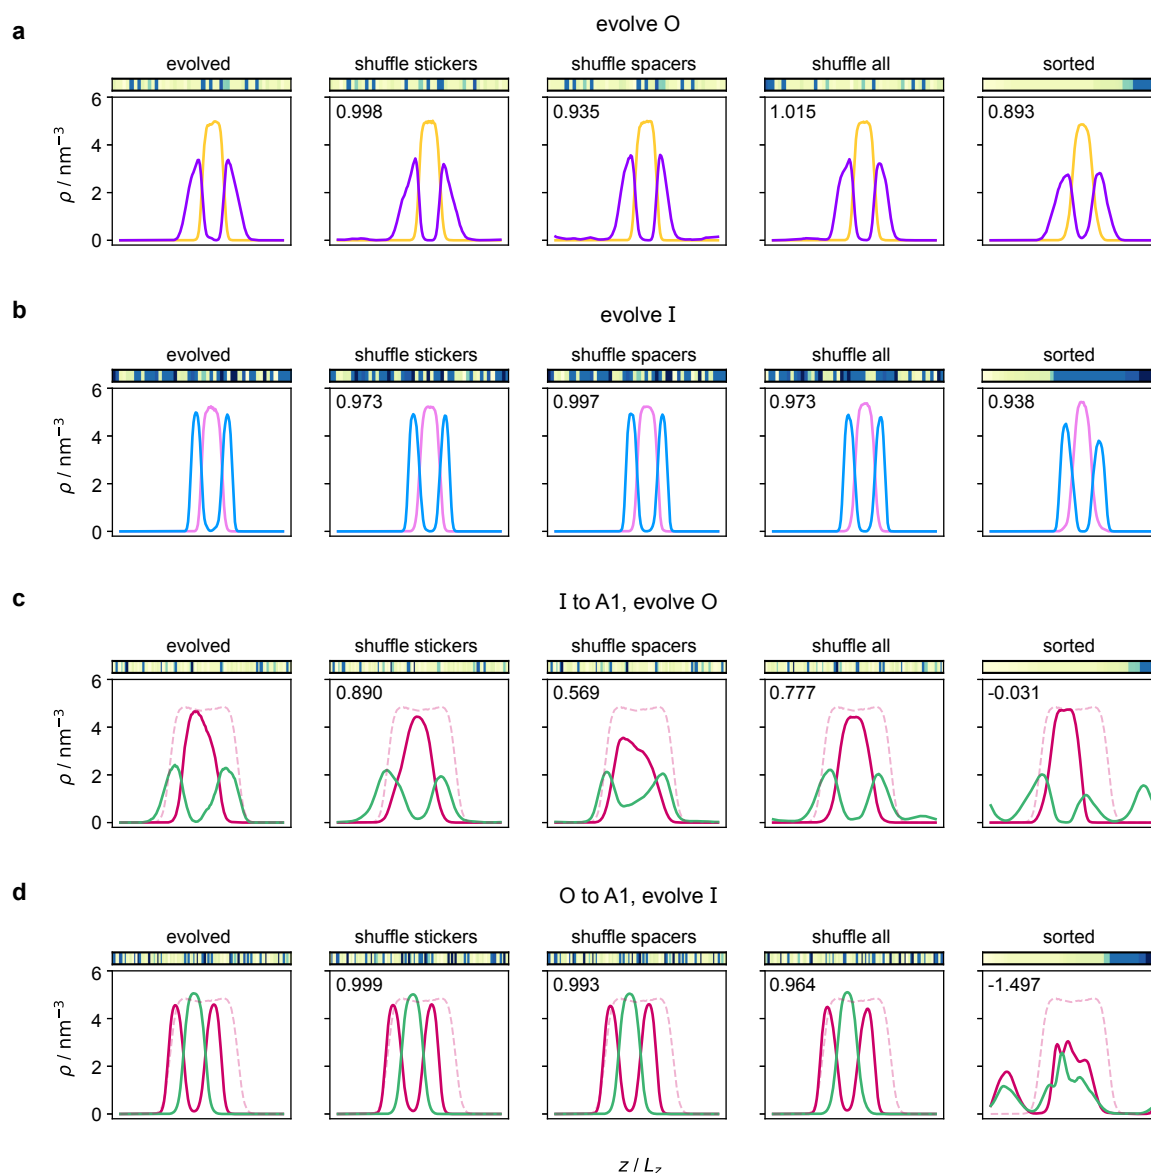 a
evolve O
evolved
shuffle stickers
shuffle spacers
shuffle all
sorted
6
4
2
0
ρ / nm⁻³
0.998
0.935
1.015
0.893
b
evolve I
evolved
shuffle stickers
shuffle spacers
shuffle all
sorted
6
4
2
0
ρ / nm⁻³
0.973
0.997
0.973
0.938
c
I to A1, evolve O
evolved
shuffle stickers
shuffle spacers
shuffle all
sorted
6
4
2
0
ρ / nm⁻³
0.890
0.569
0.777
-0.031
d
O to A1, evolve I
evolved
shuffle stickers
shuffle spacers
shuffle all
sorted
6
4
2
0
ρ / nm⁻³
0.999
0.993
0.964
-1.497
z / L_z